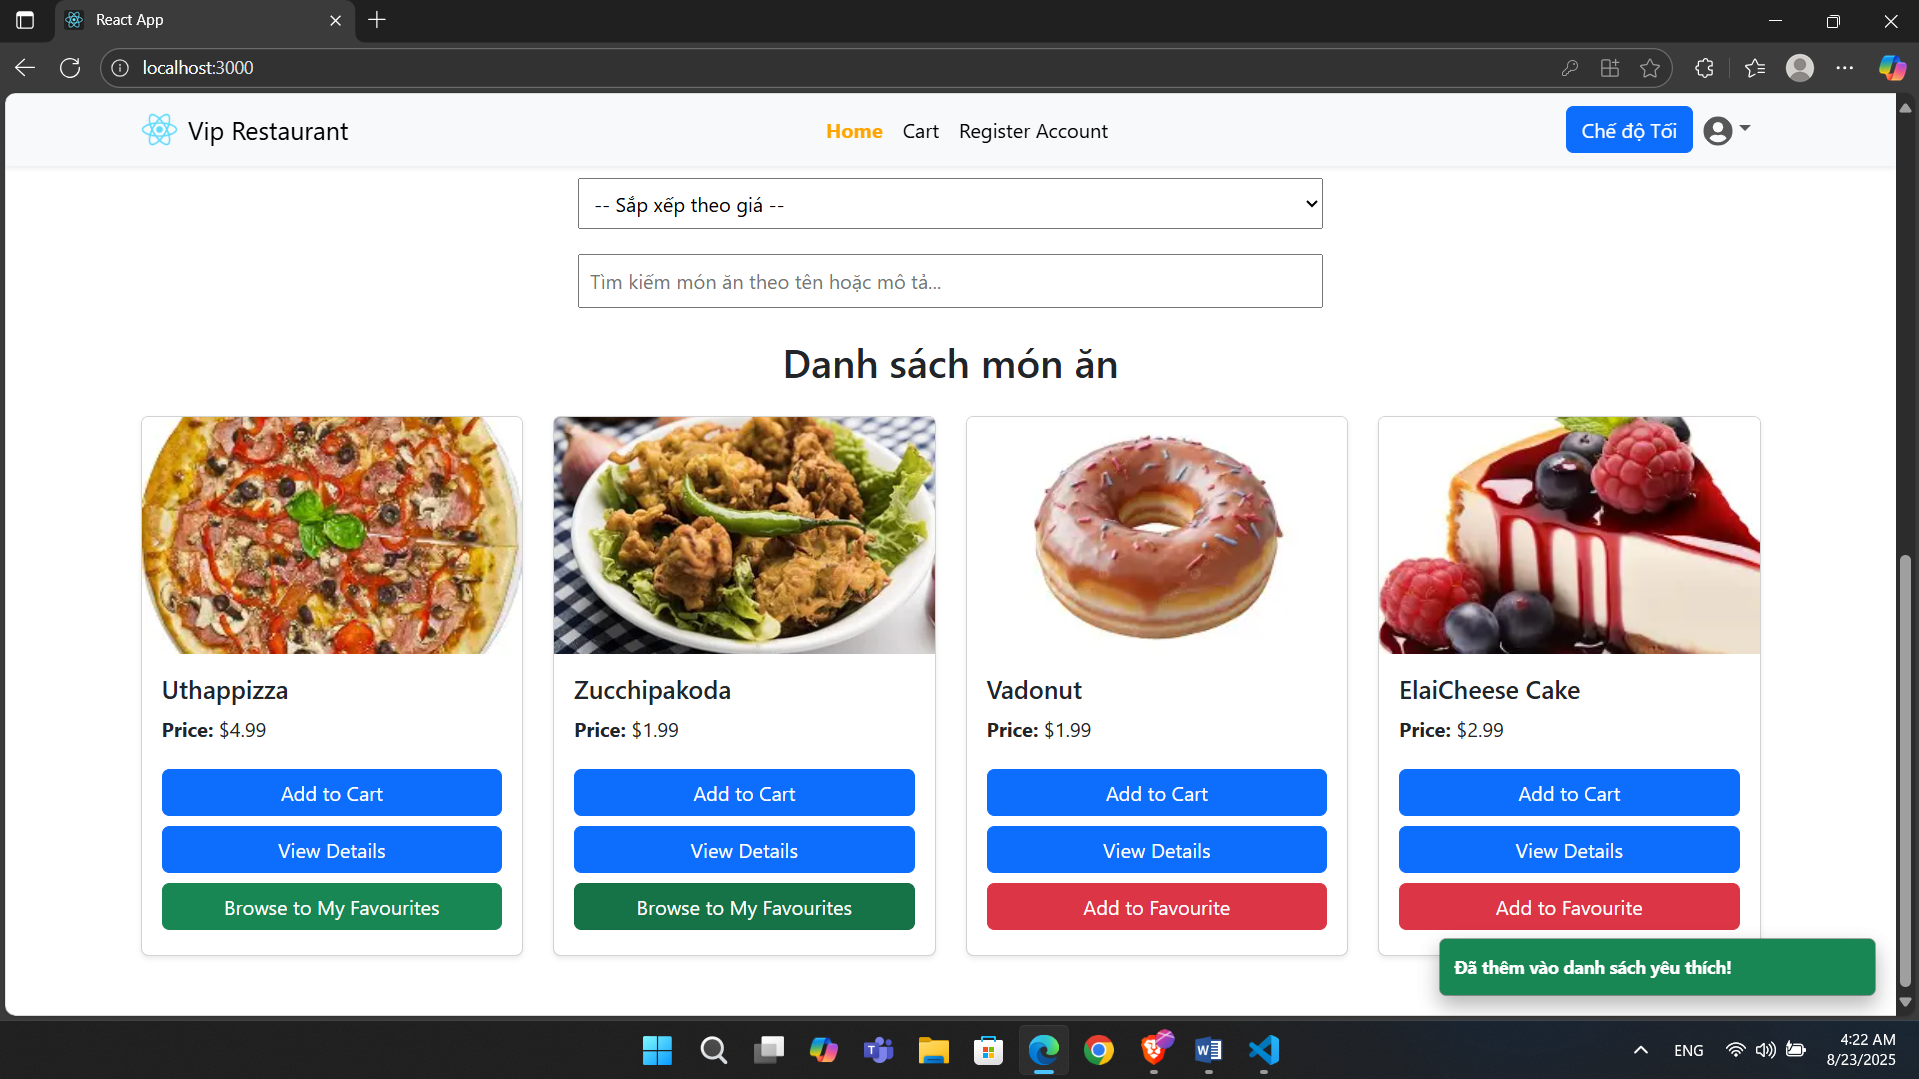 React App
localhost:3000
Vip Restaurant
Home Cart Register Account
Chế độ Tối
-- Sắp xếp theo giá --
Tìm kiếm món ăn theo tên hoặc mô tả...
Danh sách món ăn
Uthappizza
Price: $4.99
Add to Cart
View Details
Browse to My Favourites
Zucchipakoda
Price: $1.99
Add to Cart
View Details
Browse to My Favourites
Vadonut
Price: $1.99
Add to Cart
View Details
Add to Favourite
ElaiCheese Cake
Price: $2.99
Add to Cart
View Details
Add to Favourite
Đã thêm vào danh sách yêu thích!
ENG
4:22 AM
8/23/2025